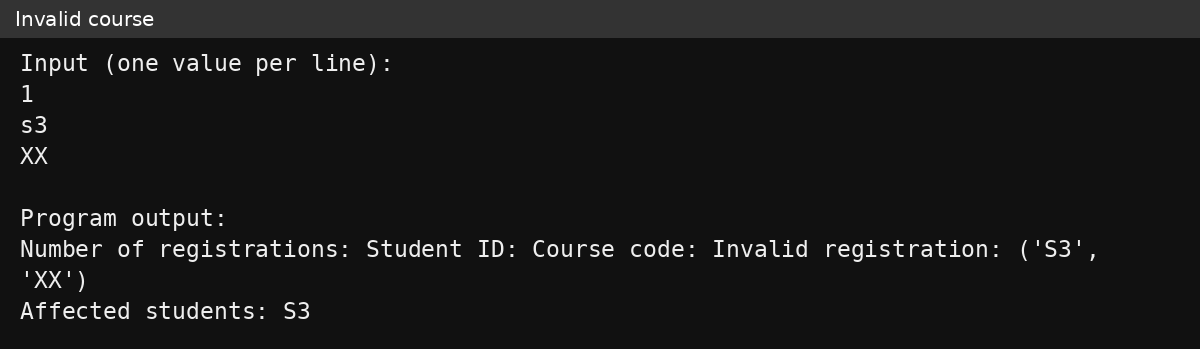 Invalid course
Input (one value per line):
1
s3
XX
Program output:
Number of registrations: Student ID: Course code: Invalid registration: ('S3',
'XX')
Affected students: S3